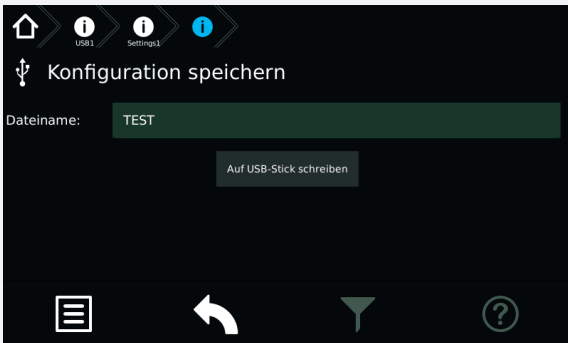 USB1
Settings1
Konfiguration speichern
Dateiname: TEST
Auf USB-Stick schreiben